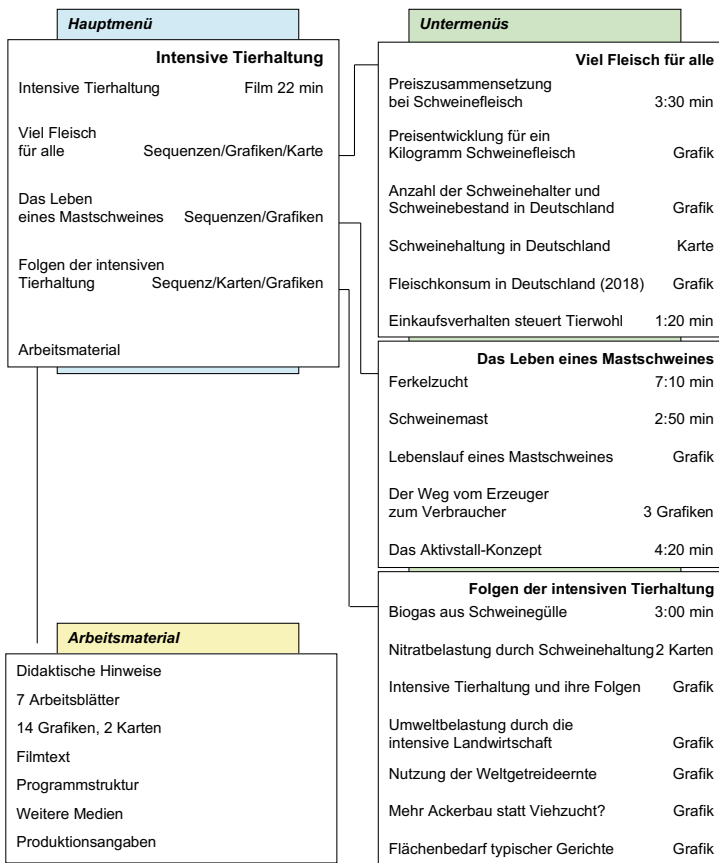 Hauptmenü
Intensive Tierhaltung
Intensive Tierhaltung Film 22 min
Viel Fleisch
für alle Sequenzen/Grafiken/Karte
Das Leben
eines Mastschweines Sequenzen/Grafiken
Folgen der intensiven
Tierhaltung Sequenz/Karten/Grafiken
Arbeitsmaterial
Arbeitsmaterial
Didaktische Hinweise
7 Arbeitsblätter
14 Grafiken, 2 Karten
Filmtext
Programmstruktur
Weitere Medien
Produktionsangaben
Untermenüs
Viel Fleisch für alle
Preiszusammensetzung
bei Schweinefleisch 3:30 min
Preisentwicklung für ein
Kilogramm Schweinefleisch Grafik
Anzahl der Schweinehalter und
Schweinebestand in Deutschland Grafik
Schweinehaltung in Deutschland Karte
Fleischkonsum in Deutschland (2018) Grafik
Einkaufsverhalten steuert Tierwohl 1:20 min
Das Leben eines Mastschweines
Ferkelzucht 7:10 min
Schweinemast 2:50 min
Lebenslauf eines Mastschweines Grafik
Der Weg vom Erzeuger
zum Verbraucher 3 Grafiken
Das Aktivstall-Konzept 4:20 min
Folgen der intensiven Tierhaltung
Biogas aus Schweinegülle 3:00 min
Nitratbelastung durch Schweinehaltung 2 Karten
Intensive Tierhaltung und ihre Folgen Grafik
Umweltbelastung durch die
intensive Landwirtschaft Grafik
Nutzung der Weltgetreideernte Grafik
Mehr Ackerbau statt Viehzucht? Grafik
Flächenbedarf typischer Gerichte Grafik